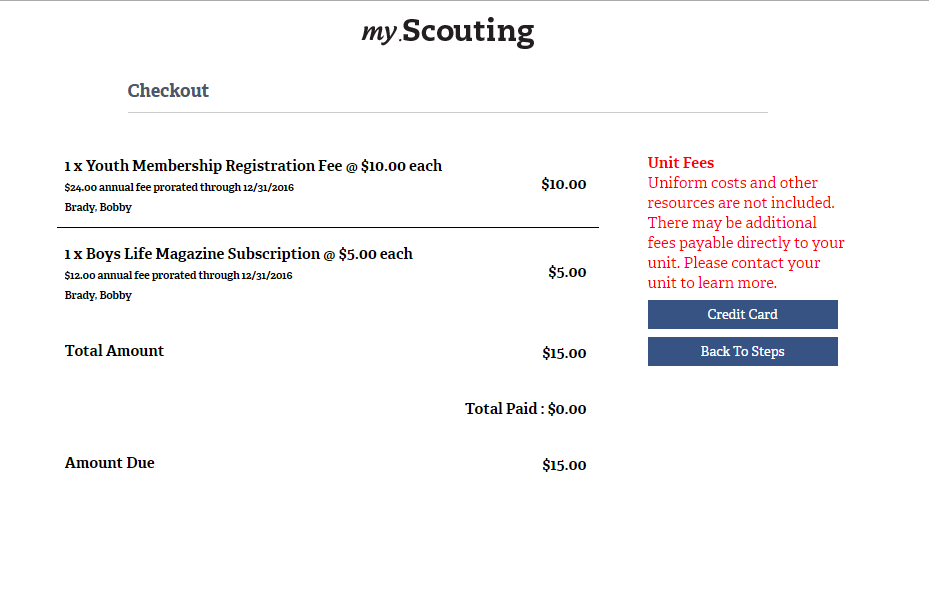 my.Scouting
Checkout
1 x Youth Membership Registration Fee @ $10.00 each
$24.00 annual fee prorated through 12/31/2016
Brady, Bobby
$10.00
1 x Boys Life Magazine Subscription @ $5.00 each
$12.00 annual fee prorated through 12/31/2016
Brady, Bobby
$5.00
Total Amount
$15.00
Total Paid : $0.00
Amount Due
$15.00
Unit Fees
Uniform costs and other
resources are not included.
There may be additional
fees payable directly to your
unit. Please contact your
unit to learn more.
Credit Card
Back To Steps